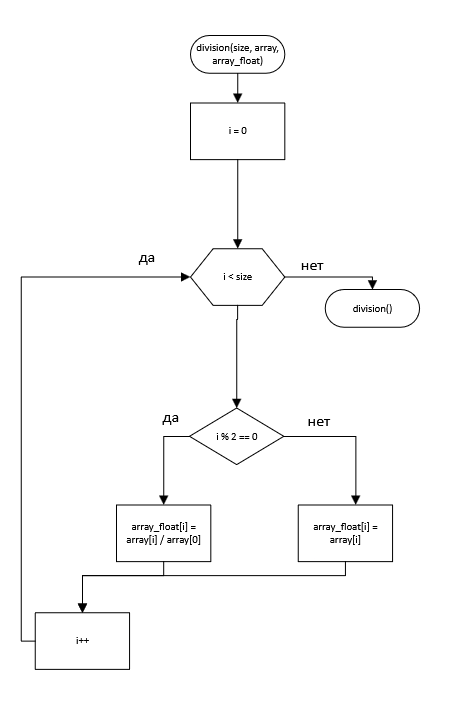 division(size, array,
array_float)
i = 0
да
i < size
нет
division()
да
i % 2 == 0
нет
array_float[i] =
array[i] / array[0]
array_float[i] =
array[i]
i++